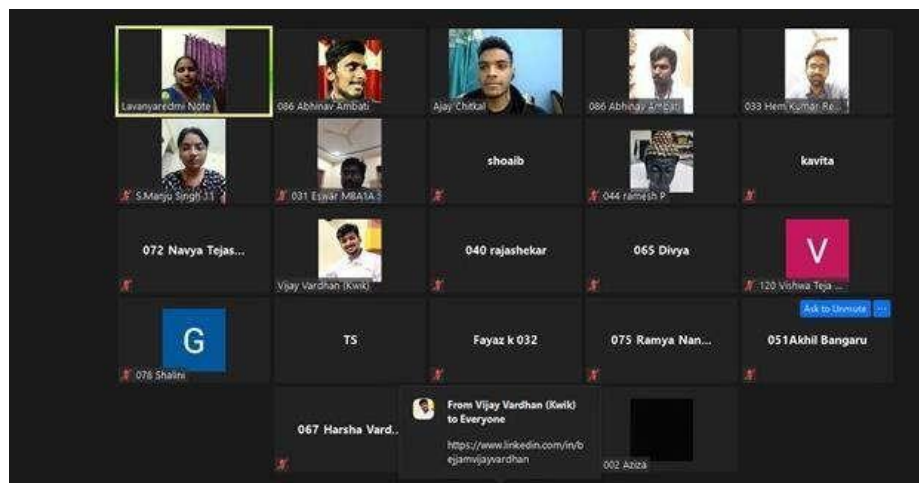 Lavanyaredmi Note
086 Abhinav Ambati
Ajay Chitkal
086 Abhinav Ambati
033 Hem Kumar Re...
S.Manju Singh 11
031 Eswar MBA1A
shoaib
044 ramesh P
kavita
072 Navya Tejas...
Vijay Vardhan (Kwik)
040 rajashekar
065 Divya
V
120 Vishwa Teja ...
G
078 Shalini
TS
Fayaz k 032
075 Ramya Nan...
Ask to Unmute ...
051Akhil Bangaru
067 Harsha Vard..
From Vijay Vardhan (Kwik)
to Everyone
https://www.linkedin.com/in/b
ejjamvijayvardhan
002 Aziza